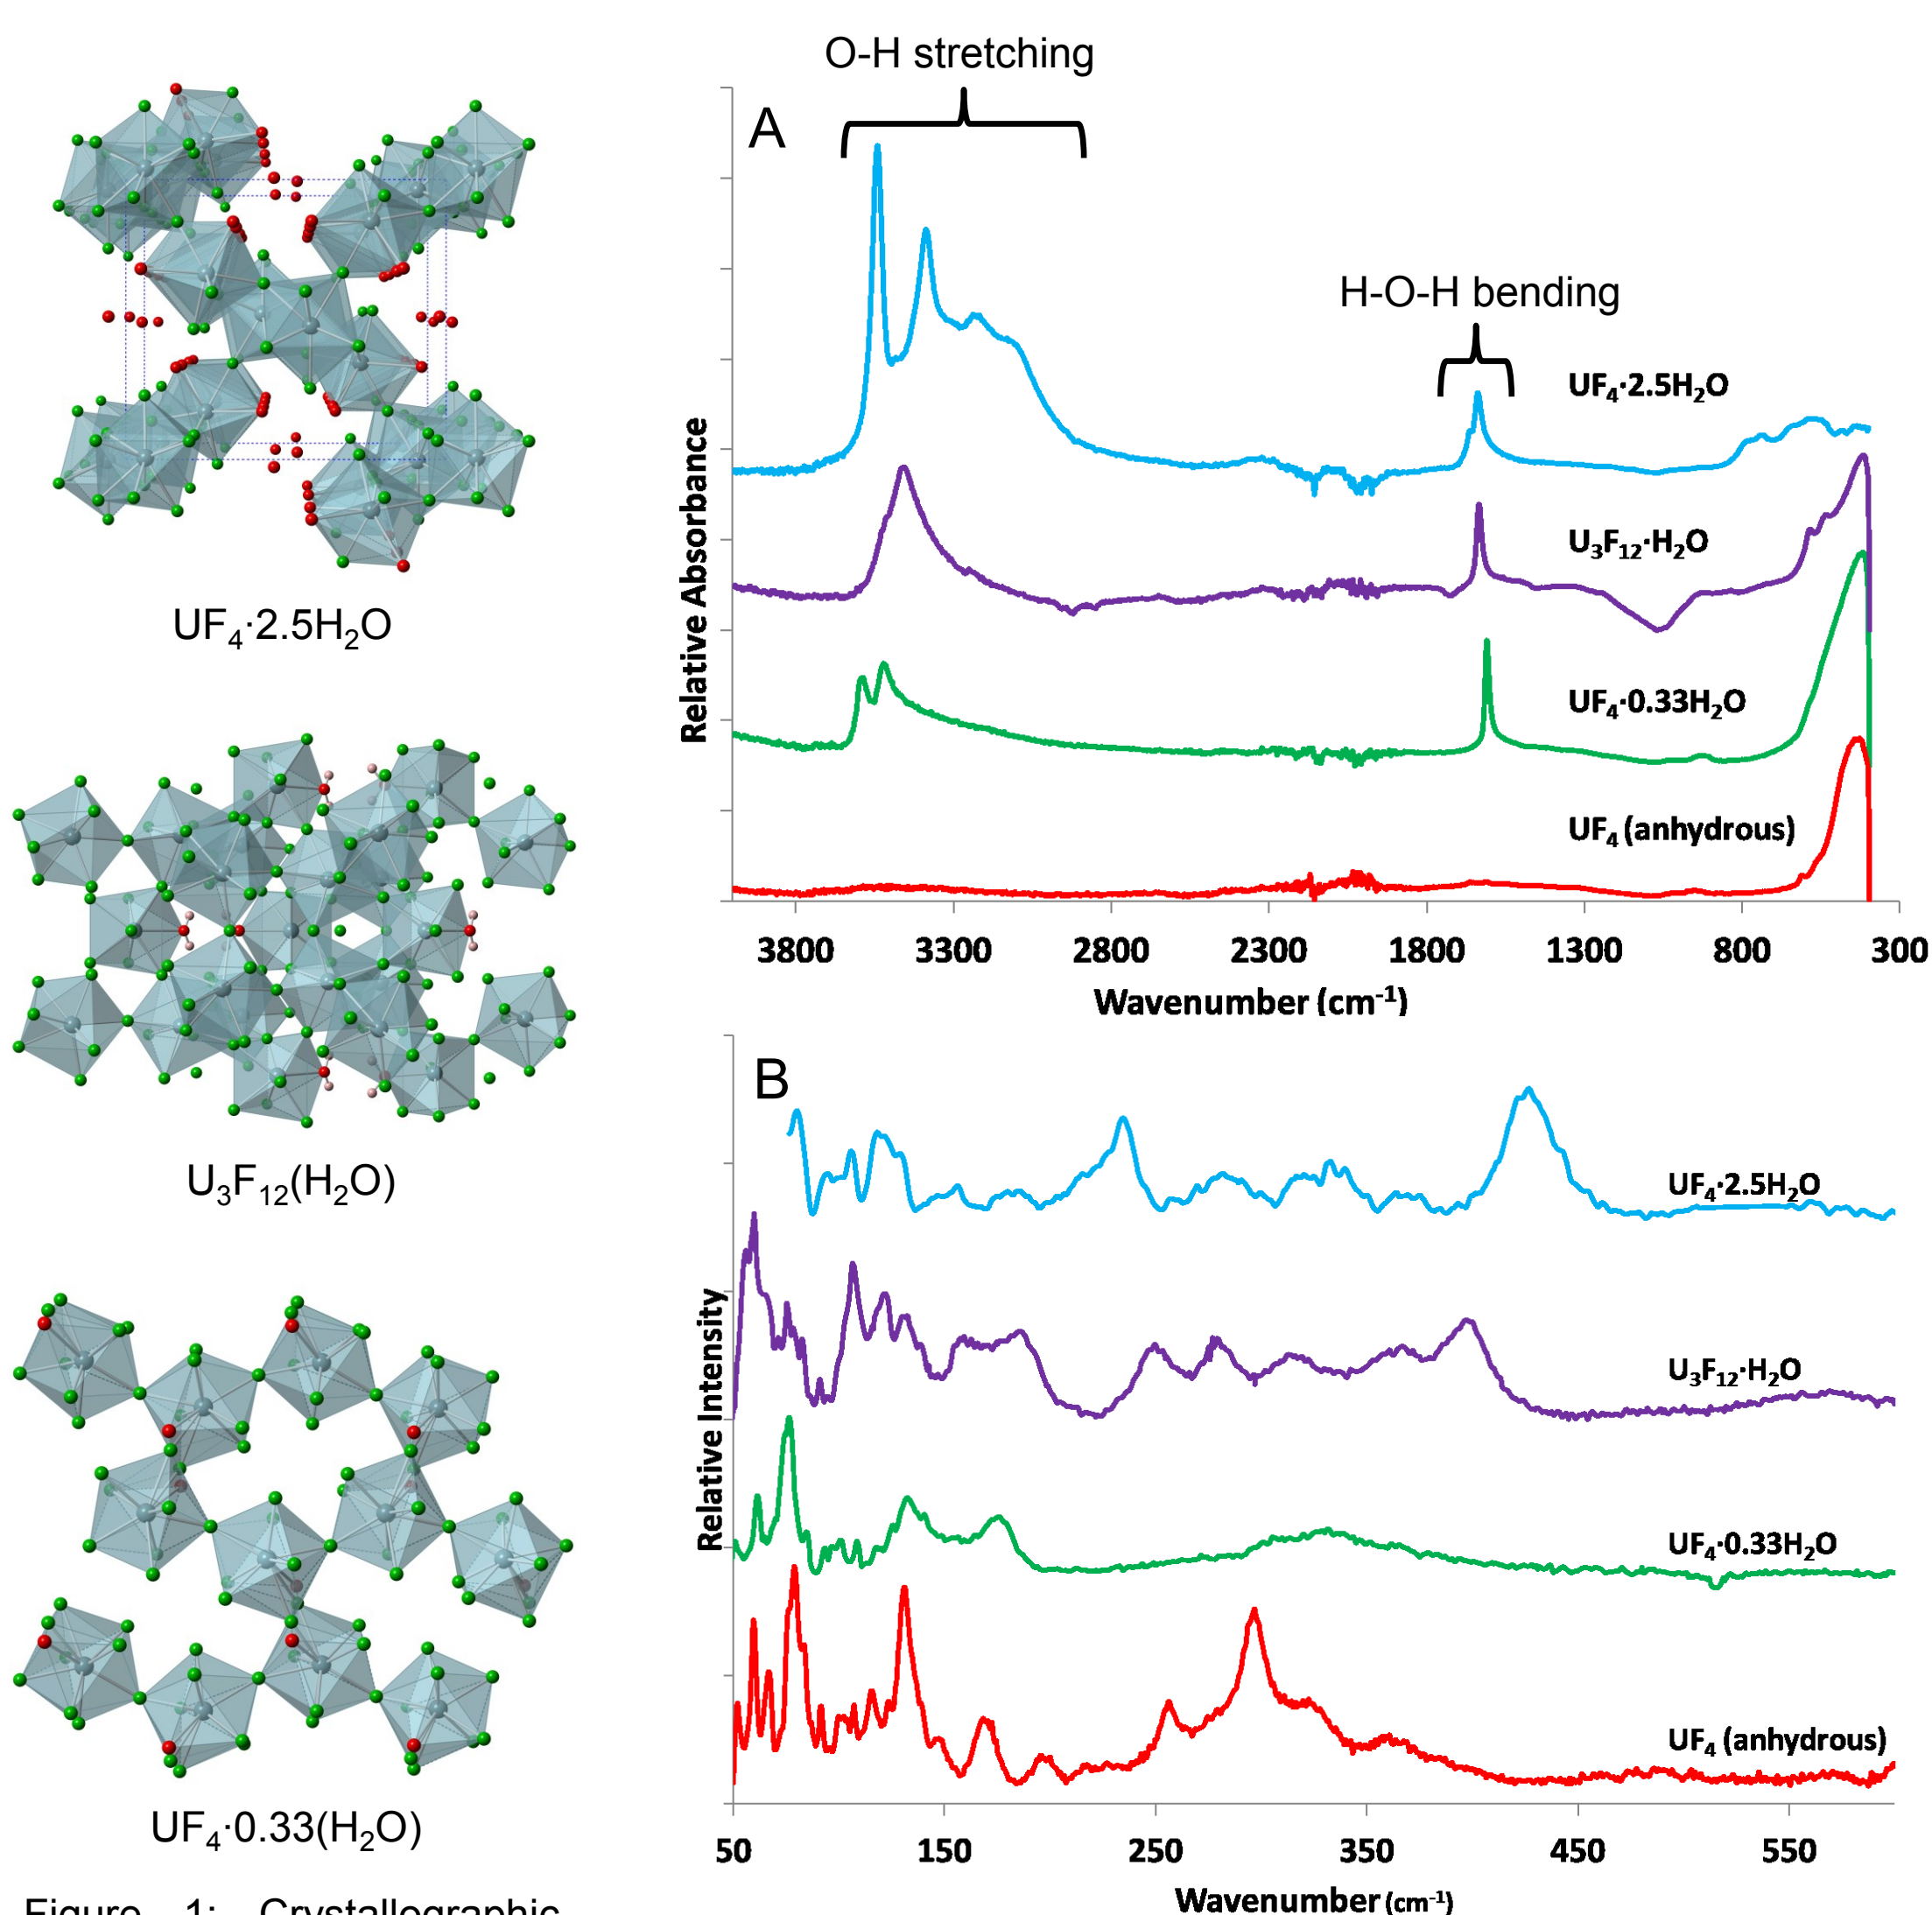 UF₄·2.5H₂O
U₃F₁₂(H₂O)
UF₄·0.33(H₂O)
Figure 1: Crystallographic
O-H stretching
A
H-O-H bending
UF₄·2.5H₂O
U₃F₁₂·H₂O
UF₄·0.33H₂O
UF₄ (anhydrous)
Relative Absorbance
3800 3300 2800 2300 1800 1300 800 300
Wavenumber (cm⁻¹)
B
UF₄·2.5H₂O
U₃F₁₂·H₂O
UF₄·0.33H₂O
UF₄ (anhydrous)
Relative Intensity
50 150 250 350 450 550
Wavenumber (cm⁻¹)